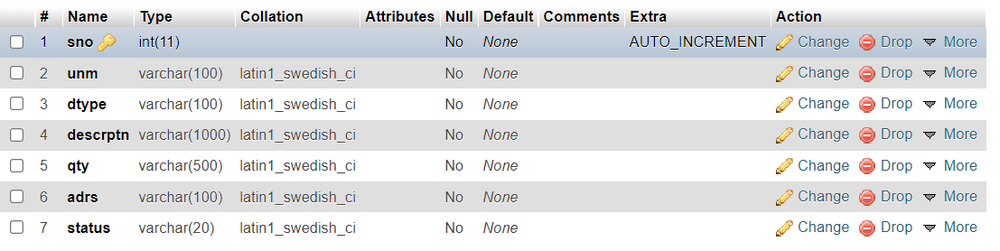 # Name Type Collation Attributes Null Default Comments Extra Action
1 sno int(11) No None AUTO_INCREMENT Change Drop More
2 unm varchar(100) latin1_swedish_ci No None Change Drop More
3 dtype varchar(100) latin1_swedish_ci No None Change Drop More
4 descrptn varchar(1000) latin1_swedish_ci No None Change Drop More
5 qty varchar(500) latin1_swedish_ci No None Change Drop More
6 adrs varchar(100) latin1_swedish_ci No None Change Drop More
7 status varchar(20) latin1_swedish_ci No None Change Drop More